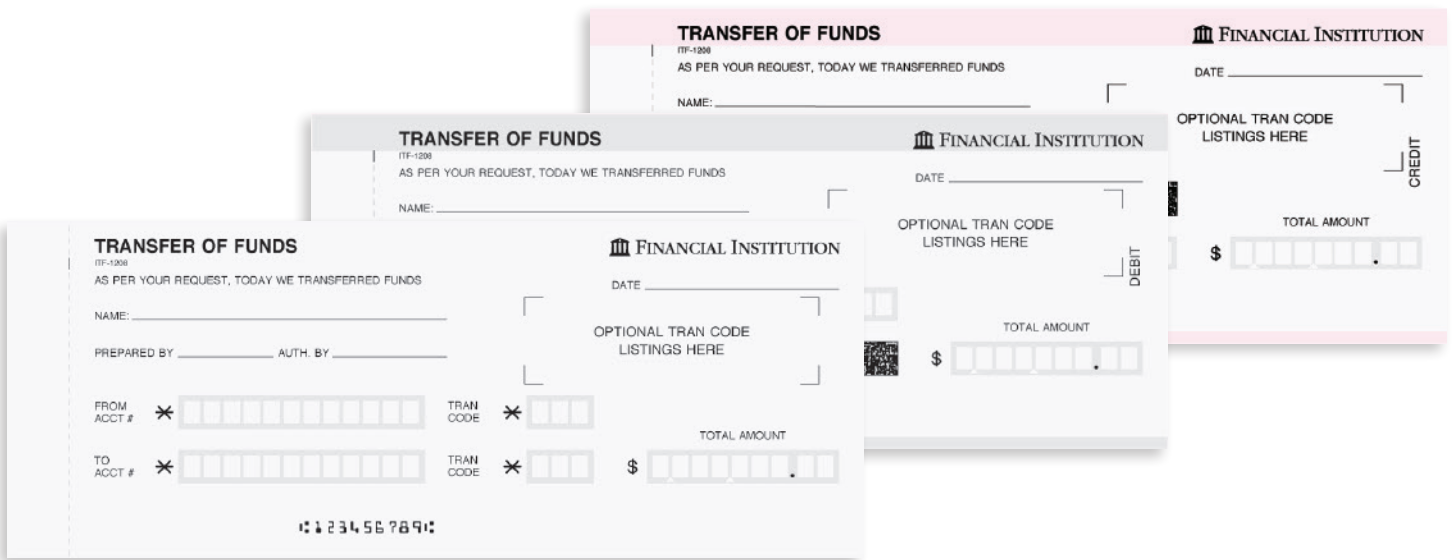 TRANSFER OF FUNDS
FINANCIAL INSTITUTION
ITF-1208
AS PER YOUR REQUEST, TODAY WE TRANSFERRED FUNDS
DATE
NAME:
OPTIONAL TRAN CODE
LISTINGS HERE
CREDIT
TOTAL AMOUNT
$ .
TRANSFER OF FUNDS
FINANCIAL INSTITUTION
ITF-1208
AS PER YOUR REQUEST, TODAY WE TRANSFERRED FUNDS
DATE
NAME:
OPTIONAL TRAN CODE
LISTINGS HERE
DEBIT
TOTAL AMOUNT
$ .
TRANSFER OF FUNDS
FINANCIAL INSTITUTION
ITF-1208
AS PER YOUR REQUEST, TODAY WE TRANSFERRED FUNDS
DATE
NAME:
OPTIONAL TRAN CODE
LISTINGS HERE
PREPARED BY AUTH. BY
FROM
ACCT #
TRAN
CODE
TOTAL AMOUNT
TO
ACCT #
TRAN
CODE
$ .
⑆123456789⑆